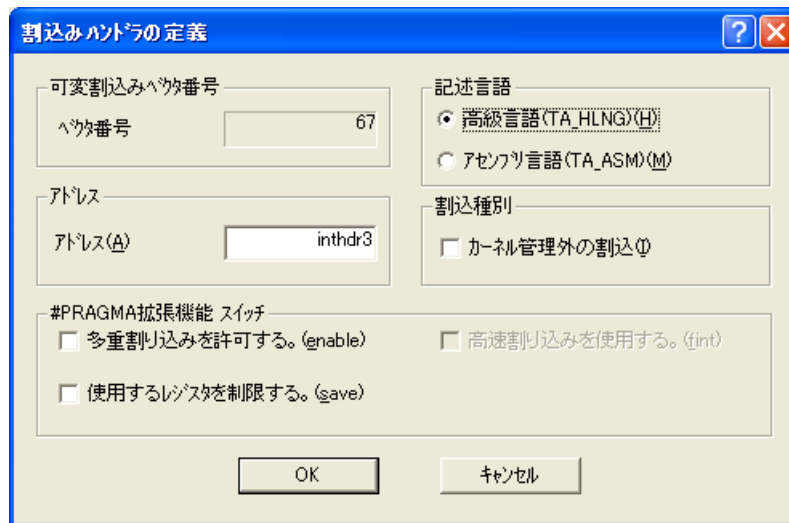 割込みハンドラの定義
可変割込みベクタ番号
ベクタ番号
67
アドレス
アドレス(A)
inthdr3
記述言語
高級言語(TA_HLNG)(H)
アセンブリ言語(TA_ASM)(M)
割込種別
カーネル管理外の割込(I)
#PRAGMA拡張機能 スイッチ
多重割り込みを許可する。(enable)
高速割り込みを使用する。(fint)
使用するレジスタを制限する。(save)
OK
キャンセル